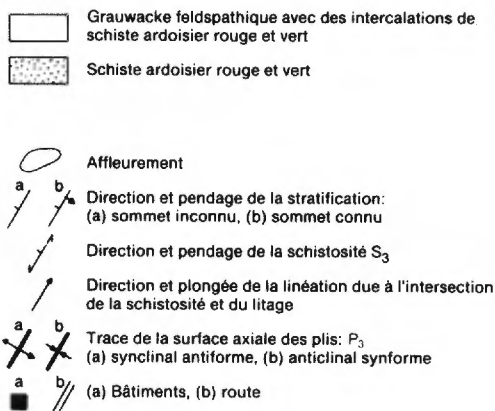 Grauwacke feldspathique avec des intercalations de
schiste ardoisier rouge et vert
Schiste ardoisier rouge et vert
Affleurement
a b
Direction et pendage de la stratification:
(a) sommet inconnu, (b) sommet connu
Direction et pendage de la schistosité S₃
Direction et plongée de la linéation due à l'intersection
de la schistosité et du litage
a b
Trace de la surface axiale des plis: P₃
(a) synclinal antiforme, (b) anticlinal synforme
a b
(a) Bâtiments, (b) route